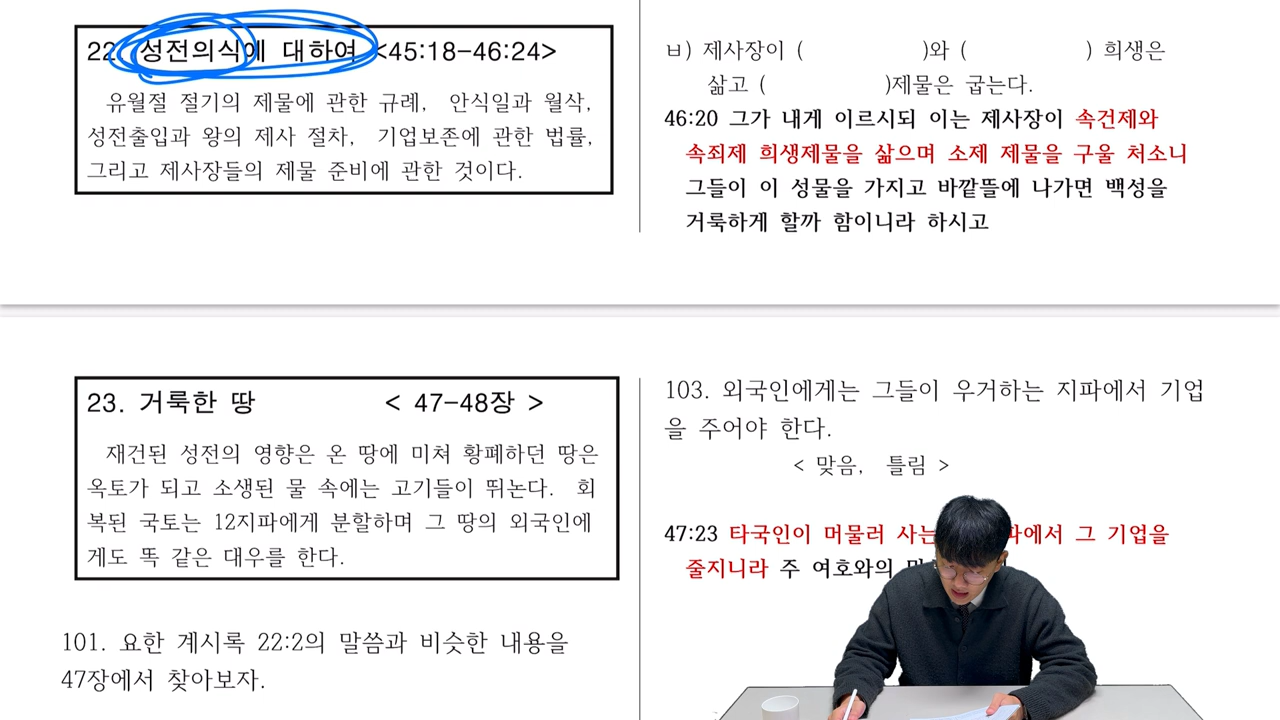 22. 성전의식에 대하여 <45:18-46:24>
유월절 절기의 제물에 관한 규례, 안식일과 월삭,
성전출입과 왕의 제사 절차, 기업보존에 관한 법률,
그리고 제사장들의 제물 준비에 관한 것이다.
ㅂ) 제사장이 ( )와 ( ) 희생은
삶고 ( )제물은 굽는다.
46:20 그가 내게 이르시되 이는 제사장이 속건제와
속죄제 희생제물을 삶으며 소제 제물을 구울 처소니
그들이 이 성물을 가지고 바깥뜰에 나가면 백성을
거룩하게 할까 함이니라 하시고
23. 거룩한 땅 < 47-48장 >
재건된 성전의 영향은 온 땅에 미쳐 황폐하던 땅은
옥토가 되고 소생된 물 속에는 고기들이 뛰논다. 회
복된 국토는 12지파에게 분할하며 그 땅의 외국인에
게도 똑 같은 대우를 한다.
101. 요한 계시록 22:2의 말씀과 비슷한 내용을
47장에서 찾아보자.
103. 외국인에게는 그들이 우거하는 지파에서 기업
을 주어야 한다.
< 맞음, 틀림 >
47:23 타국인이 머물러 사는 에서 그 기업을
줄지니라 주 여호와의